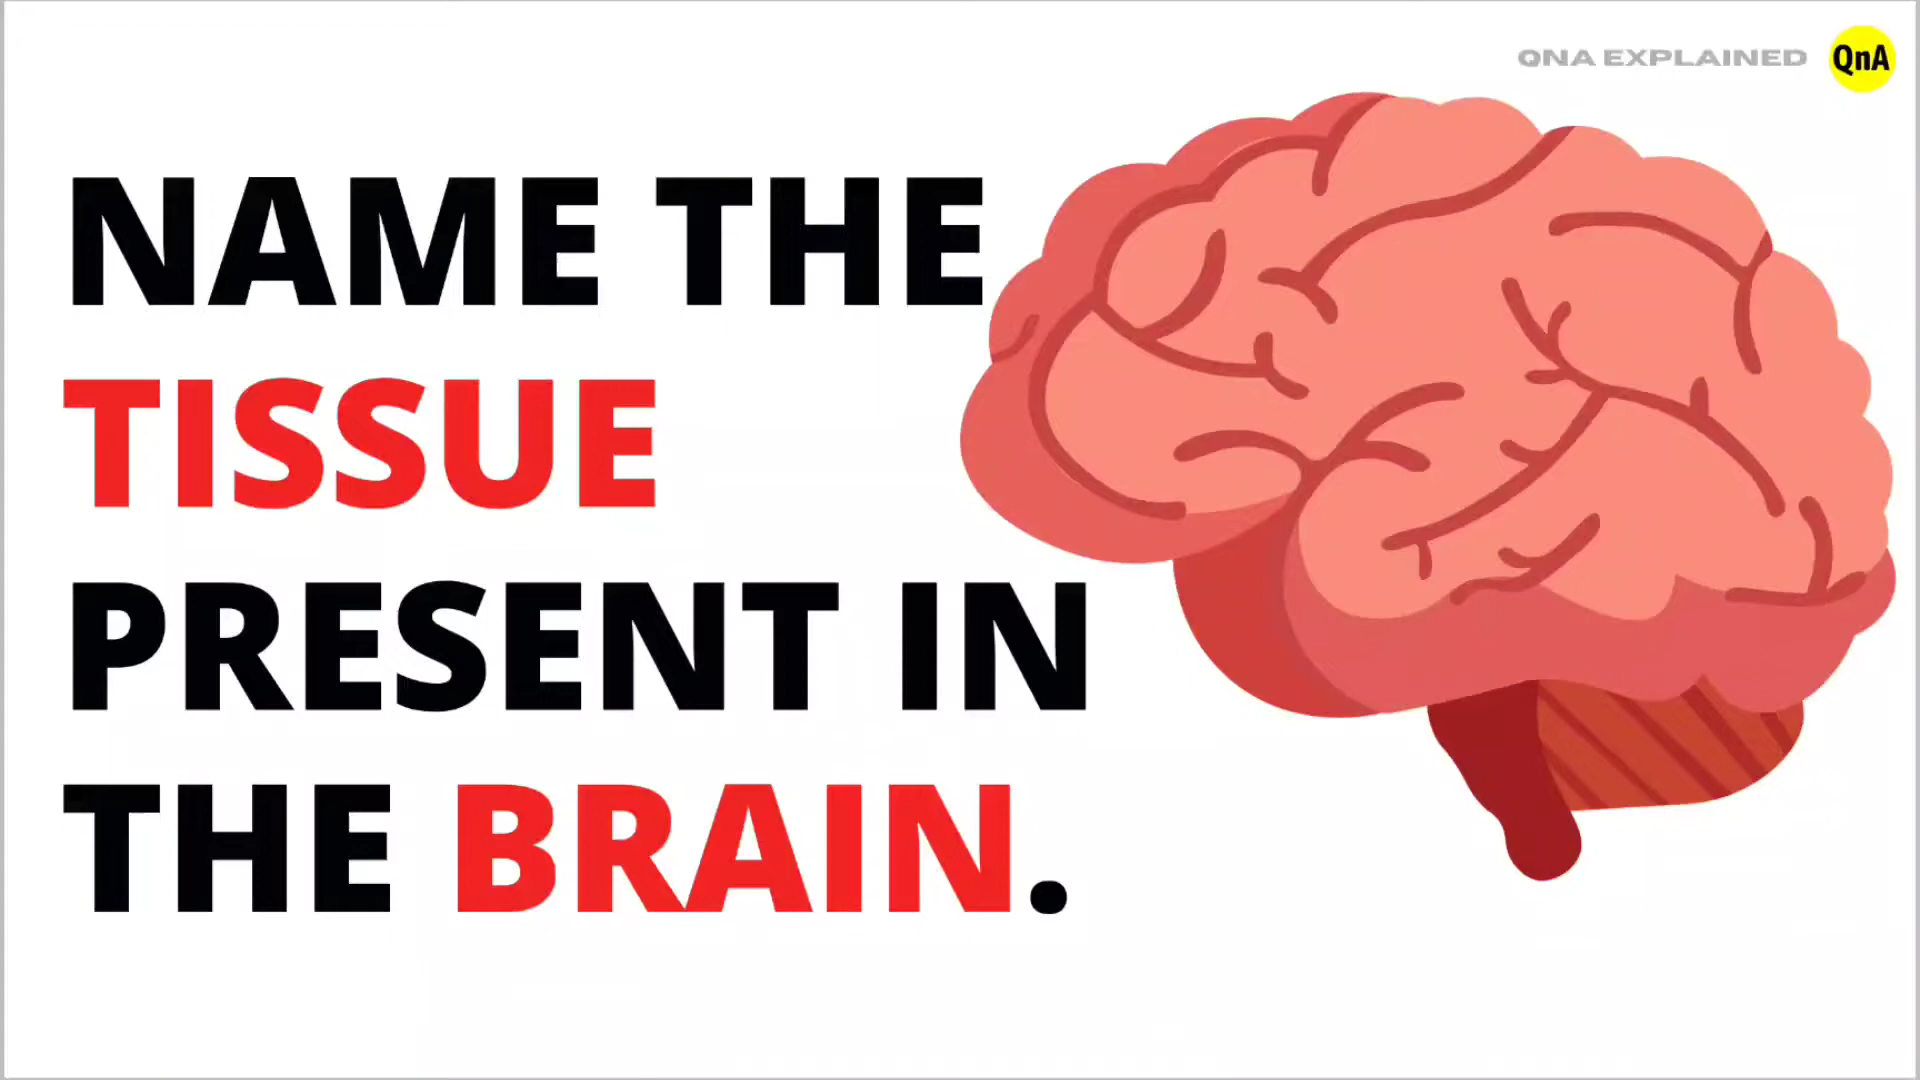 QNA EXPLAINED QnA
NAME THE
TISSUE
PRESENT IN
THE BRAIN.